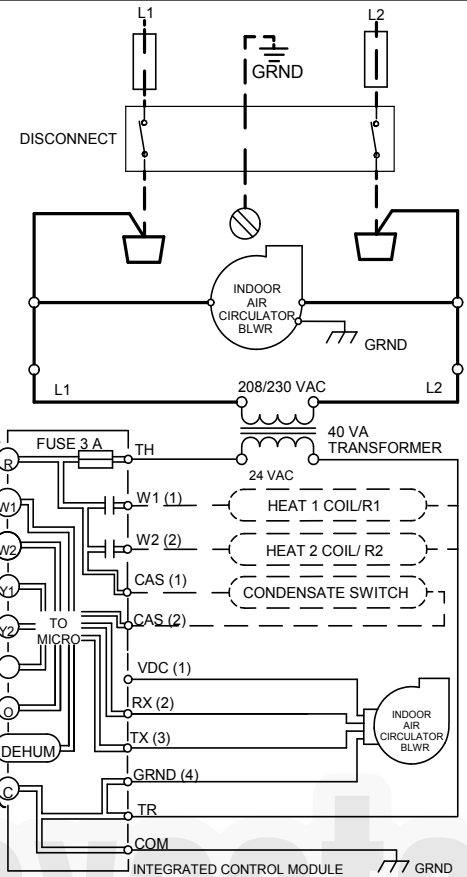 L1
L2
GRND
DISCONNECT
INDOOR
AIR
CIRCULATOR
BLWR
GRND
L1
208/230 VAC
L2
40 VA
TRANSFORMER
24 VAC
FUSE 3 A
TH
R
W1 (1)
HEAT 1 COIL/R1
W1
W2 (2)
HEAT 2 COIL/ R2
W2
CAS (1)
CONDENSATE SWITCH
Y1
CAS (2)
TO
MICRO
Y2
VDC (1)
RX (2)
O
INDOOR
AIR
CIRCULATOR
BLWR
TX (3)
DEHUM
GRND (4)
C
TR
COM
INTEGRATED CONTROL MODULE
GRND